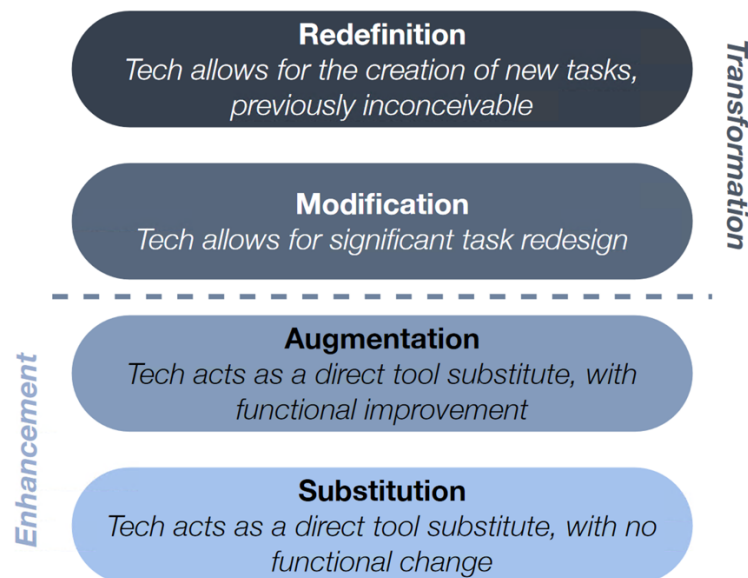 Redefinition
Tech allows for the creation of new tasks,
previously inconceivable
Transformation
Modification
Tech allows for significant task redesign
Augmentation
Tech acts as a direct tool substitute, with
functional improvement
Enhancement
Substitution
Tech acts as a direct tool substitute, with no
functional change